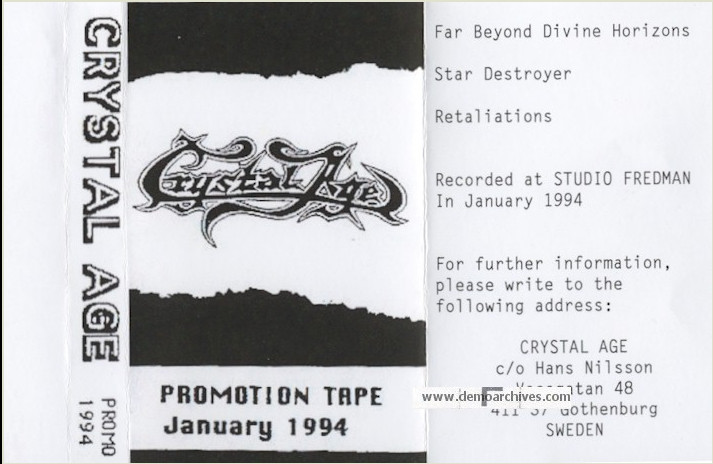 CRYSTAL AGE
PROMO
1994
Crystal Age
PROMOTION TAPE
January 1994
Far Beyond Divine Horizons
Star Destroyer
Retaliations
Recorded at STUDIO FREDMAN
In January 1994
For further information,
please write to the
following address:
CRYSTAL AGE
c/o Hans Nilsson
48
www.demoarchives.com
Gothenburg
SWEDEN